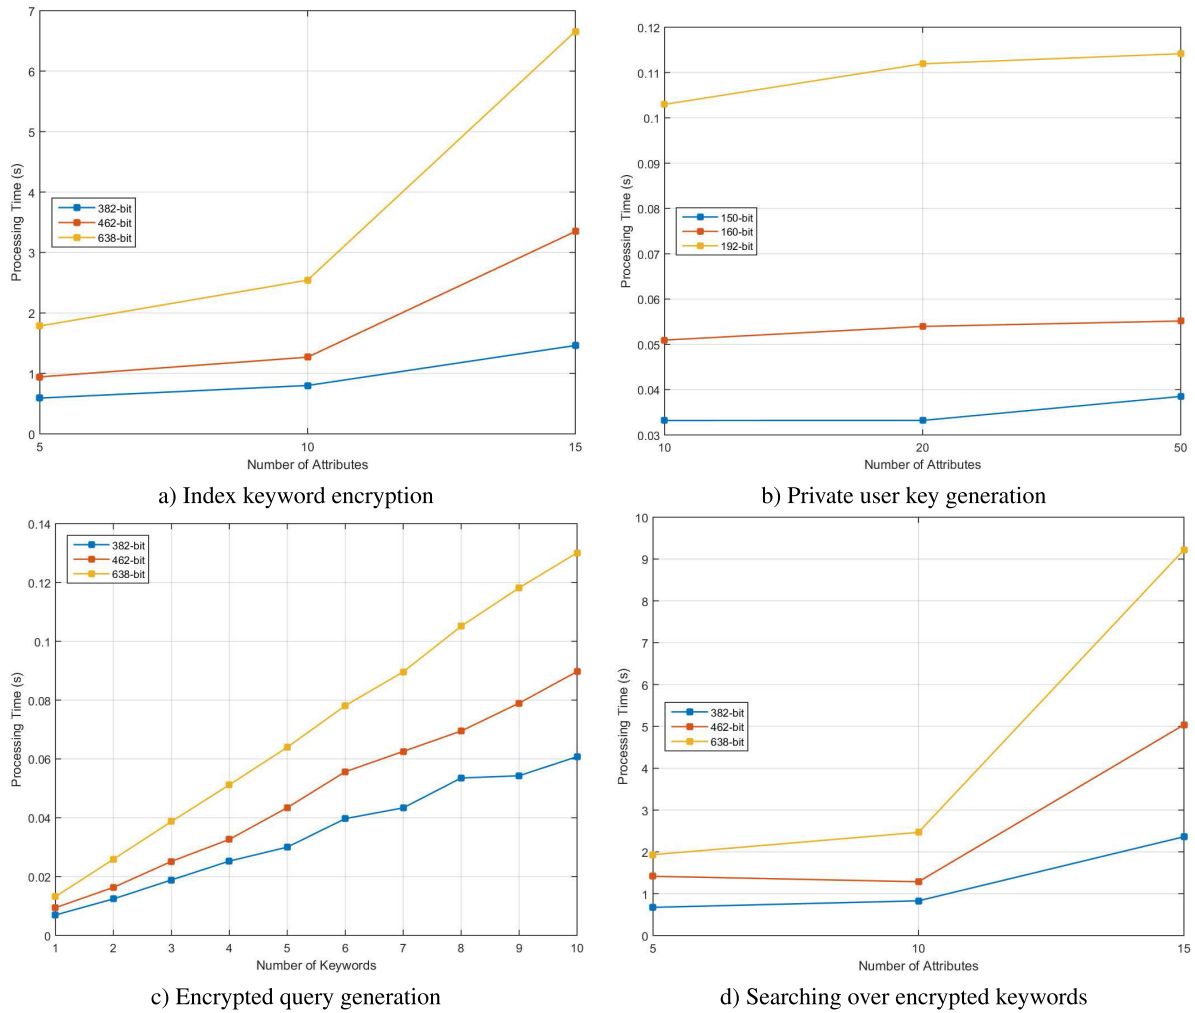 7
6
5
4
3
2
1
0
Processing Time (s)
382-bit
462-bit
638-bit
5
10
15
Number of Attributes
a) Index keyword encryption
0.12
0.11
0.1
0.09
0.08
0.07
0.06
0.05
0.04
0.03
Processing Time (s)
150-bit
160-bit
192-bit
10
20
50
Number of Attributes
b) Private user key generation
0.14
0.12
0.1
0.08
0.06
0.04
0.02
0
Processing Time (s)
382-bit
462-bit
638-bit
1 2 3 4 5 6 7 8 9 10
Number of Keywords
c) Encrypted query generation
10
9
8
7
6
5
4
3
2
1
0
Processing Time (s)
382-bit
462-bit
638-bit
5
10
15
Number of Attributes
d) Searching over encrypted keywords